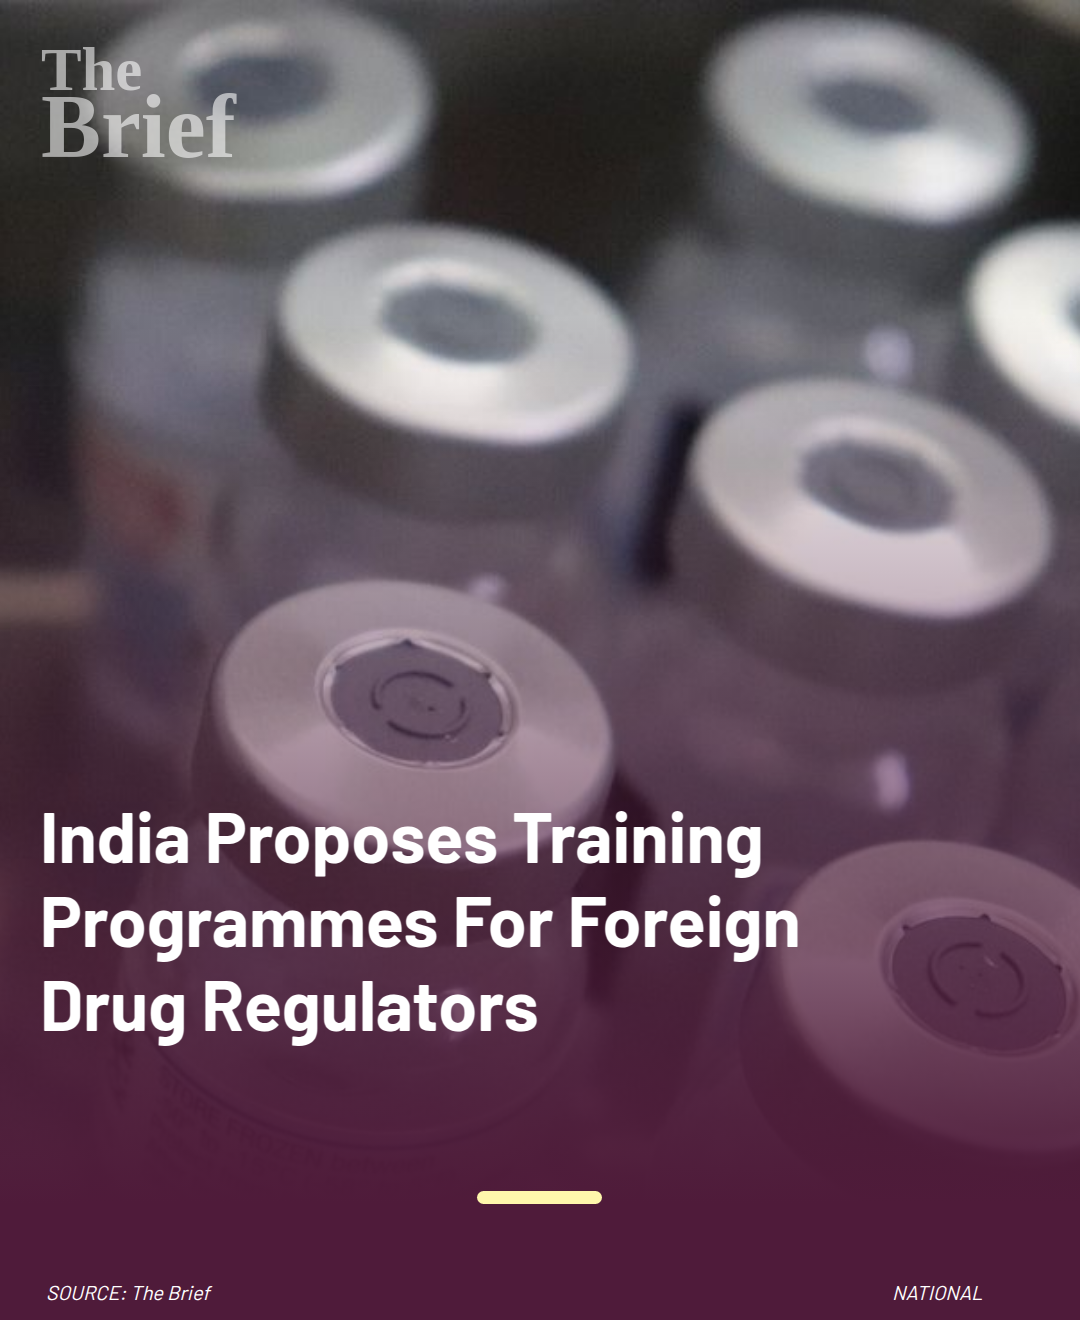 The
Brief
India Proposes Training
Programmes For Foreign
Drug Regulators
SOURCE: The Brief
NATIONAL